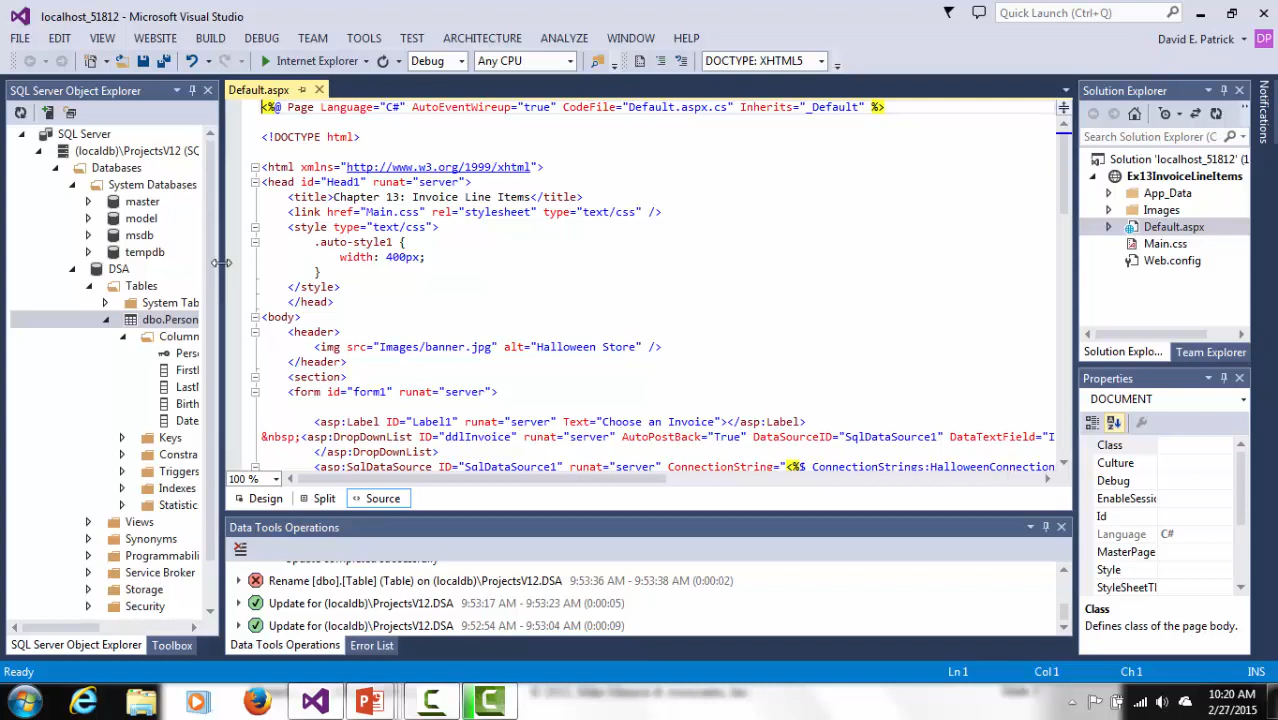 localhost_51812 - Microsoft Visual Studio
Quick Launch (Ctrl+Q)
FILE EDIT VIEW WEBSITE BUILD DEBUG TEAM TOOLS TEST ARCHITECTURE ANALYZE WINDOW HELP
David E. Patrick DP
Internet Explorer Debug Any CPU DOCTYPE: XHTML5
SQL Server Object Explorer
SQL Server
(localdb)\ProjectsV12 (SQ
Databases
System Databases
master
model
msdb
tempdb
DSA
Tables
System Tab
dbo.Person
Column
Perso
FirstI
LastN
Birth
Date
Keys
Constra
Triggers
Indexes
Statistic
Views
Synonyms
Programmabili
Service Broker
Storage
Security
SQL Server Object Explorer Toolbox
Default.aspx
<%@ Page Language="C#" AutoEventWireup="true" CodeFile="Default.aspx.cs" Inherits="_Default" %>
<!DOCTYPE html>
<html xmlns="http://www.w3.org/1999/xhtml">
<head id="Head1" runat="server">
<title>Chapter 13: Invoice Line Items</title>
<link href="Main.css" rel="stylesheet" type="text/css" />
<style type="text/css">
.auto-style1 {
width: 400px;
}
</style>
</head>
<body>
<header>
<img src="Images/banner.jpg" alt="Halloween Store" />
</header>
<section>
<form id="form1" runat="server">
<asp:Label ID="Label1" runat="server" Text="Choose an Invoice"></asp:Label>
&nbsp;<asp:DropDownList ID="ddlInvoice" runat="server" AutoPostBack="True" DataSourceID="SqlDataSource1" DataTextField="I
</asp:DropDownList>
<asp:SqlDataSource ID="SqlDataSource1" runat="server" ConnectionString="<%$ ConnectionStrings:HalloweenConnection
100 %
Design Split Source
Data Tools Operations
Update completed successfully
Rename [dbo].[Table] (Table) on (localdb)\ProjectsV12.DSA 9:53:36 AM - 9:53:38 AM (0:00:02)
Update for (localdb)\ProjectsV12.DSA 9:53:17 AM - 9:53:23 AM (0:00:05)
Update for (localdb)\ProjectsV12.DSA 9:52:54 AM - 9:53:04 AM (0:00:09)
Data Tools Operations Error List
Solution Explorer
Search Solution Explorer (C
Solution 'localhost_51812' (1
Ex13InvoiceLineItems
App_Data
Images
Default.aspx
Main.css
Web.config
Solution Explo... Team Explorer
Notifications
Properties
DOCUMENT
Class
Culture
Debug
EnableSessi
Id
Language C#
MasterPage
Style
StyleSheetTl
Class
Defines class of the page body.
Ready Ln 1 Col 1 Ch 1 INS
10:20 AM
2/27/2015